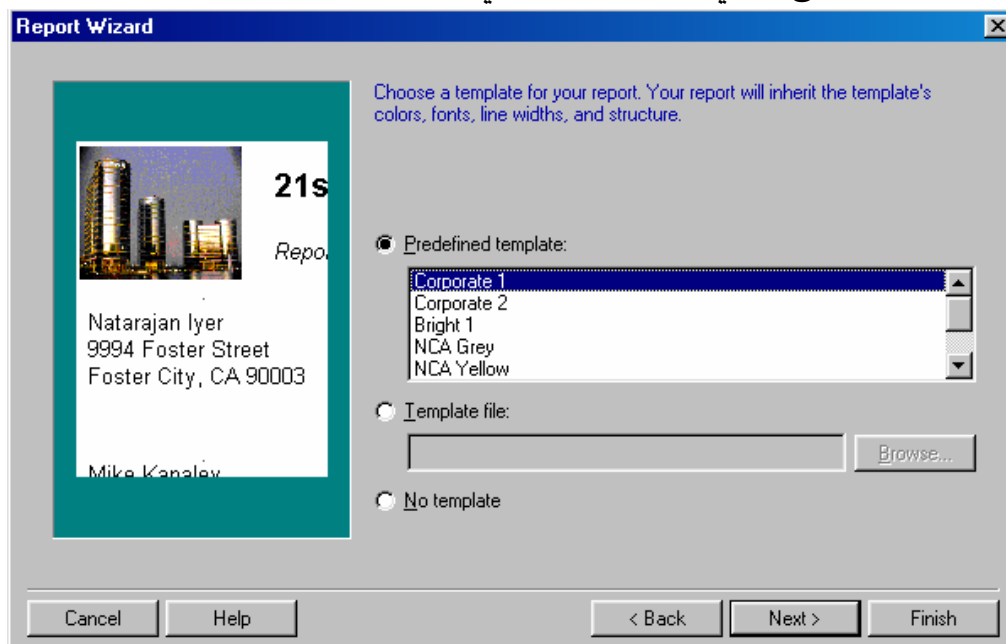 Report Wizard
Choose a template for your report. Your report will inherit the template's
colors, fonts, line widths, and structure.
21s
Repo
Natarajan Iyer
9994 Foster Street
Foster City, CA 90003
Mike Kanaley
Predefined template:
Corporate 1
Corporate 2
Bright 1
NCA Grey
NCA Yellow
Template file:
Browse...
No template
Cancel
Help
< Back
Next >
Finish